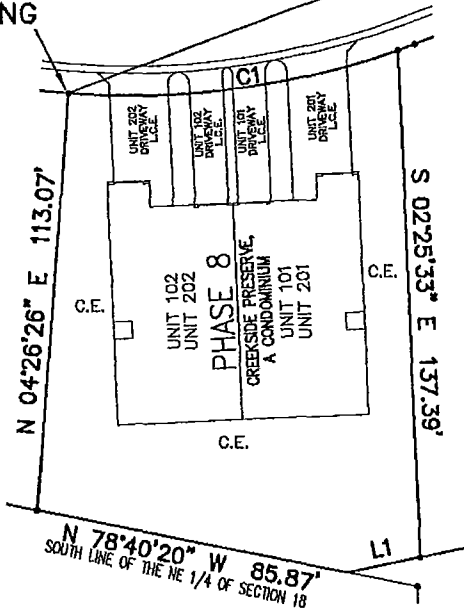 NG
C1
UNIT 202
DRIVEWAY
L.C.E.
UNIT 102
DRIVEWAY
L.C.E.
UNIT 101
DRIVEWAY
L.C.E.
UNIT 201
DRIVEWAY
L.C.E.
N 04°26'26" E 113.07'
S 02°25'33" E 137.39'
C.E.
UNIT 102
UNIT 202
PHASE 8
CREEKSIDE PRESERVE,
A CONDOMINIUM
UNIT 101
UNIT 201
C.E.
C.E.
N 78°40'20" W 85.87'
SOUTH LINE OF THE NE 1/4 OF SECTION 18
L1